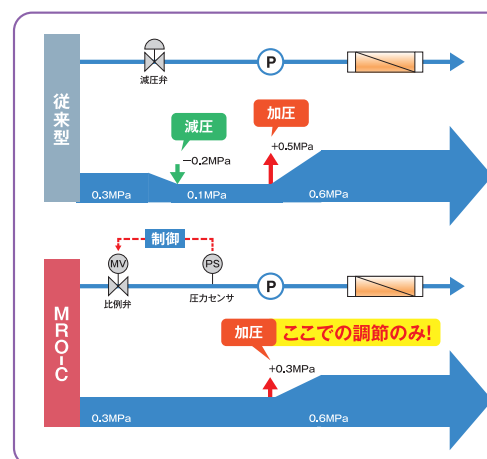 従来型
減圧弁
P
減圧
加圧
−0.2MPa
+0.5MPa
0.3MPa
0.1MPa
0.6MPa
MRO-C
制御
MV
PS
比例弁
圧力センサ
P
加圧
ここでの調節のみ!
+0.3MPa
0.3MPa
0.6MPa